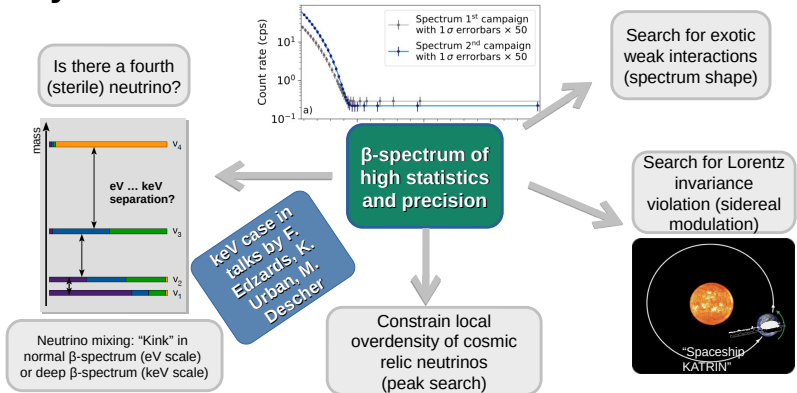 Is there a fourth
(sterile) neutrino?
mass
ν4
eV ... keV
separation?
ν3
ν2
ν1
Neutrino mixing: “Kink” in
normal β-spectrum (eV scale)
or deep β-spectrum (keV scale)
Count rate (cps)
10¹
10⁰
10⁻¹
a)
Spectrum 1st campaign
with 1σ errorbars × 50
Spectrum 2nd campaign
with 1σ errorbars × 50
β-spectrum of
high statistics
and precision
keV case in
talks by F.
Edzards, K.
Urban, M.
Descher
Constrain local
overdensity of cosmic
relic neutrinos
(peak search)
Search for exotic
weak interactions
(spectrum shape)
Search for Lorentz
invariance
violation (sidereal
modulation)
“Spaceship
KATRIN”